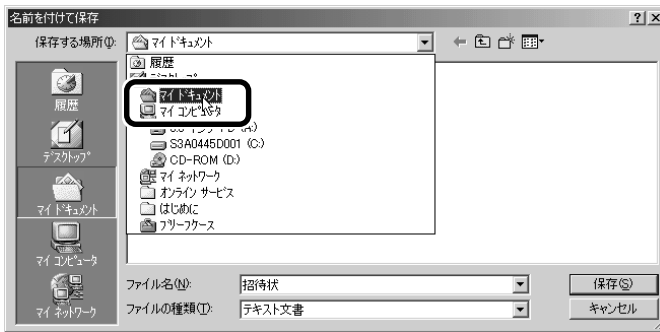 名前を付けて保存
保存する場所(I):
マイ ドキュメント
履歴
デスクトップ
マイ ドキュメント
マイ コンピュータ
S3A0445D001 (C:)
CD-ROM (D:)
マイ ネットワーク
オンライン サービス
はじめに
ブリーフケース
履歴
デスクトップ
マイ ドキュメント
マイ コンピュータ
マイ ネットワーク
ファイル名(N):
招待状
保存(S)
ファイルの種類(T):
テキスト文書
キャンセル